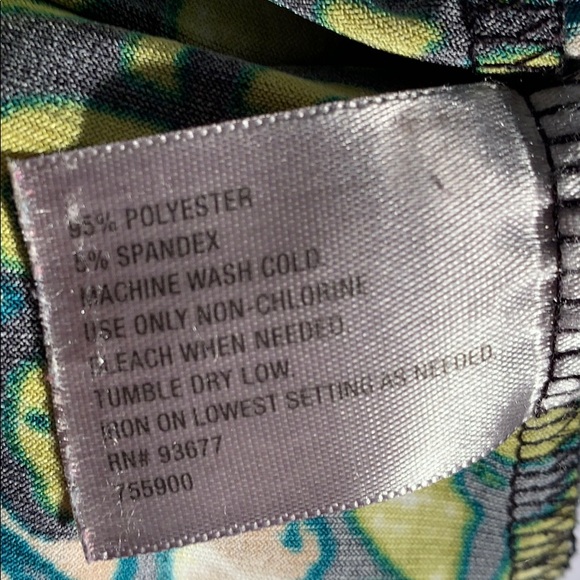 95% POLYESTER
5% SPANDEX
MACHINE WASH COLD
USE ONLY NON-CHLORINE
BLEACH WHEN NEEDED.
TUMBLE DRY LOW.
IRON ON LOWEST SETTING AS NEEDED.
RN# 93677
755900